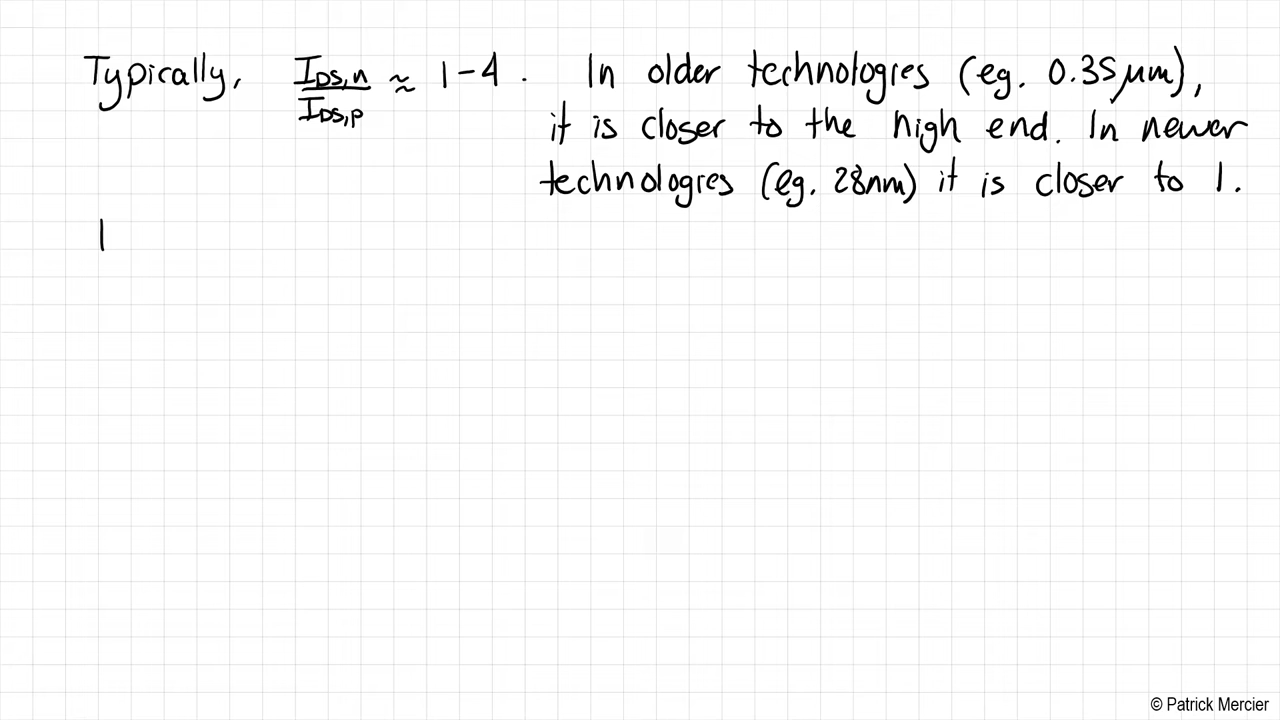 Typically, I_DS,n / I_DS,p ≈ 1-4. In older technologies (eg. 0.35μm),
it is closer to the high end. In newer
technologies (eg. 28nm) it is closer to 1.
I
© Patrick Mercier